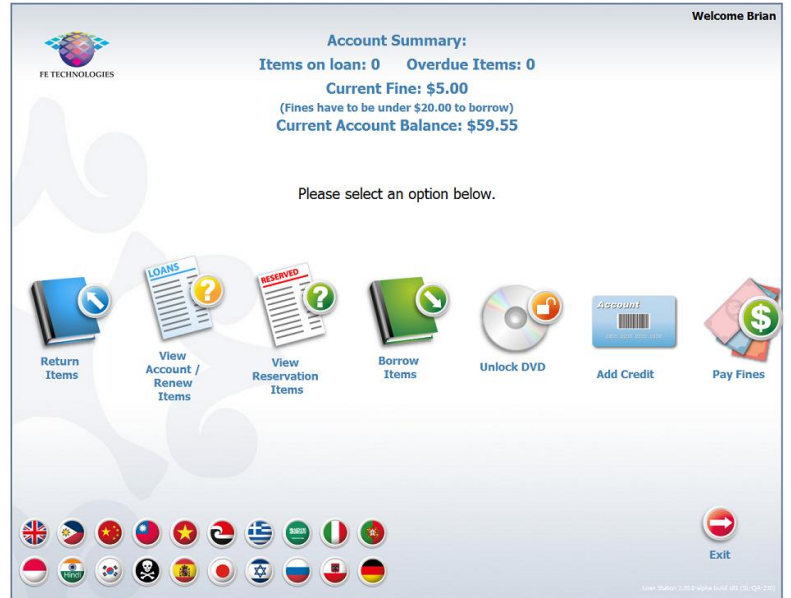 Welcome Brian
FE TECHNOLOGIES
Account Summary:
Items on loan: 0 Overdue Items: 0
Current Fine: $5.00
(Fines have to be under $20.00 to borrow)
Current Account Balance: $59.55
Please select an option below.
LOANS
RESERVED
Account
Return
Items
View
Account /
Renew
Items
View
Reservation
Items
Borrow
Items
Unlock DVD
Add Credit
Pay Fines
Hindi
Exit